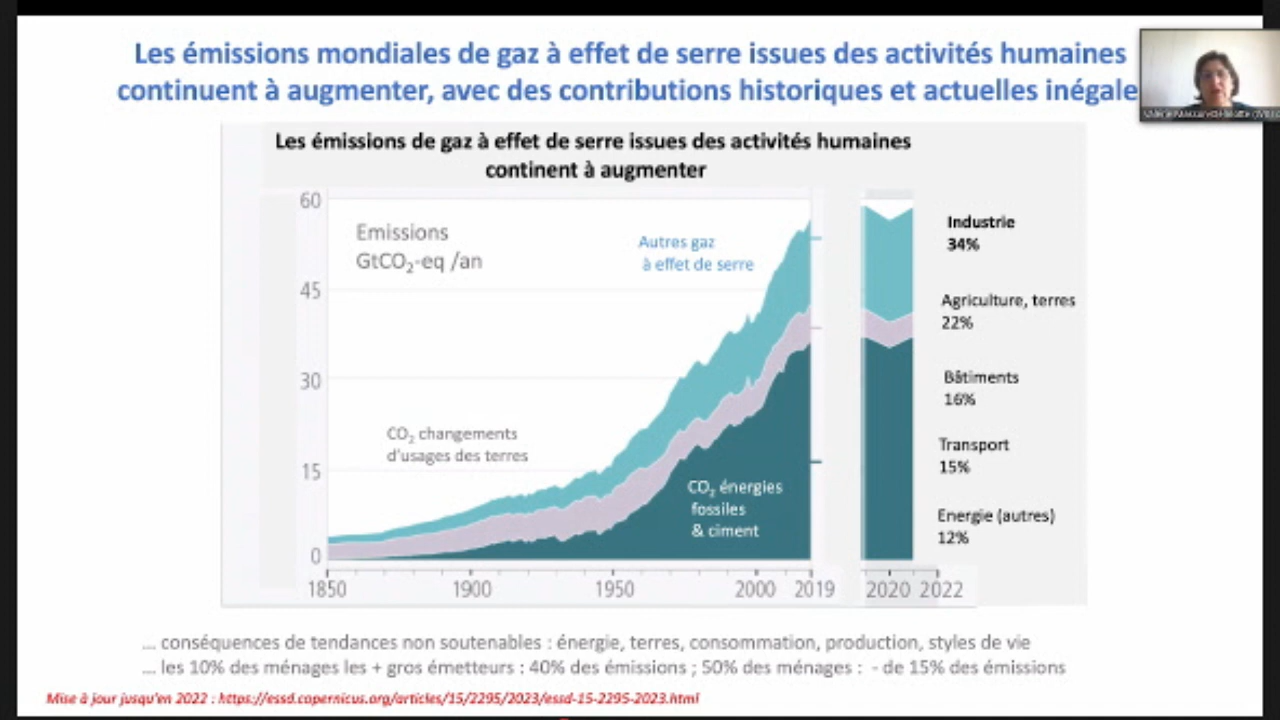 Les émissions mondiales de gaz à effet de serre issues des activités humaines
continuent à augmenter, avec des contributions historiques et actuelles inégale
Les émissions de gaz à effet de serre issues des activités humaines
continent à augmenter
60
Emissions
GtCO₂-eq /an
Autres gaz
à effet de serre
45
30
CO₂ changements
d'usages des terres
15
CO₂ énergies
fossiles
& ciment
0
1850 1900 1950 2000 2019 2020 2022
Industrie
34%
Agriculture, terres
22%
Bâtiments
16%
Transport
15%
Energie (autres)
12%
... conséquences de tendances non soutenables : énergie, terres, consommation, production, styles de vie
... les 10% des ménages les + gros émetteurs : 40% des émissions ; 50% des ménages : - de 15% des émissions
Mise à jour jusqu'en 2022 : https://essd.copernicus.org/articles/15/2295/2023/essd-15-2295-2023.html